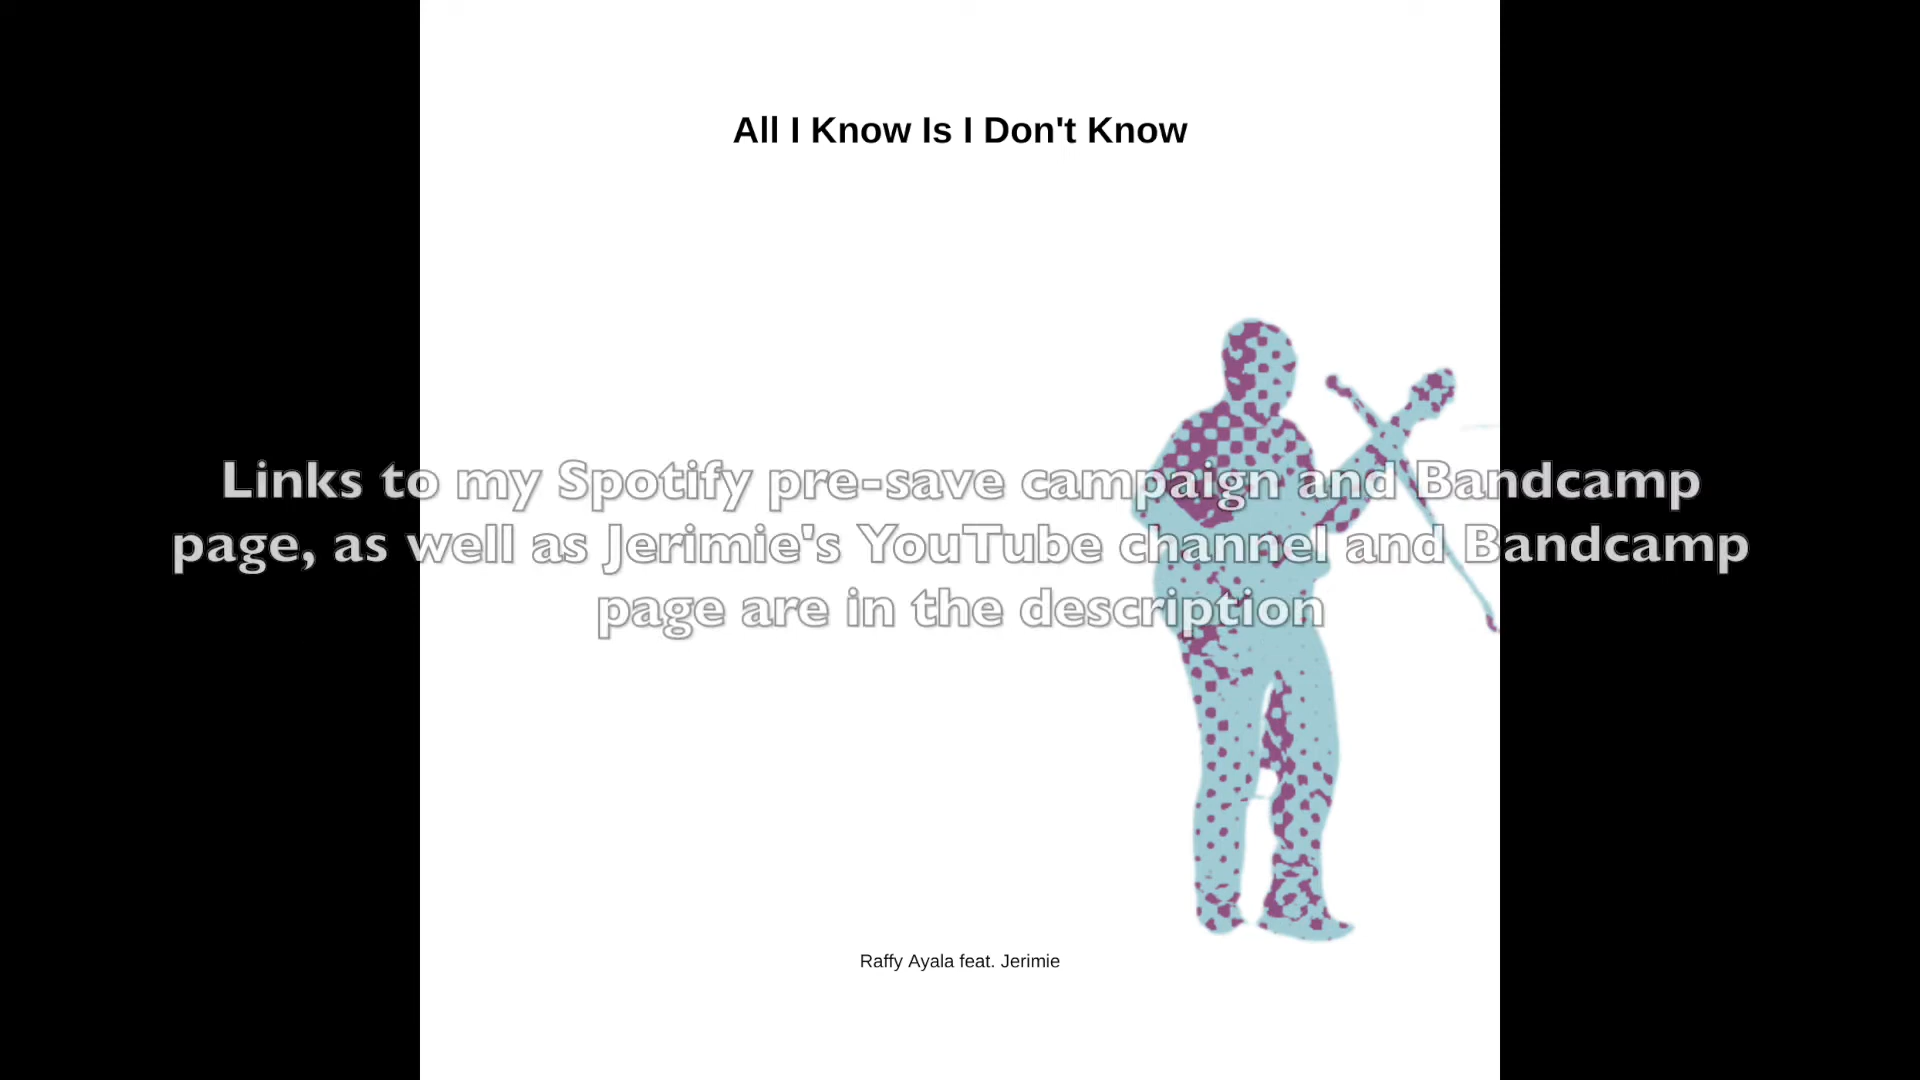 All I Know Is I Don't Know
Links to my Spotify pre-save campaign and Bandcamp
page, as well as Jerimie's YouTube channel and Bandcamp
page are in the description
Raffy Ayala feat. Jerimie